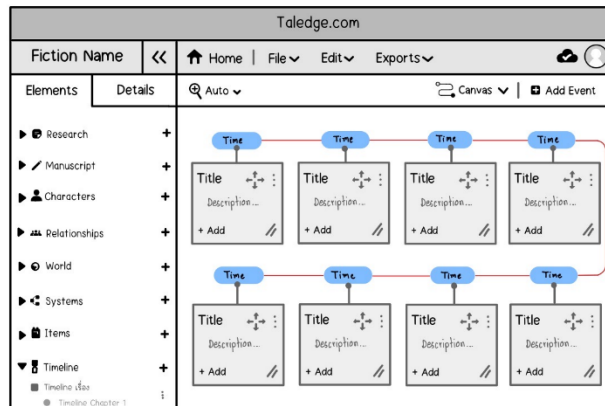 Taledge.com
Fiction Name
Home | File Edit Exports
Elements Details
Auto
Canvas | Add Event
Research +
Manuscript +
Characters +
Relationships +
World +
Systems +
Items +
Timeline +
Timeline เรื่อง
Timeline Chapter 1
Time Time Time Time
Title Title Title Title
Description... Description... Description... Description...
+ Add + Add + Add + Add
Time Time Time Time
Title Title Title Title
Description... Description... Description... Description...
+ Add + Add + Add + Add